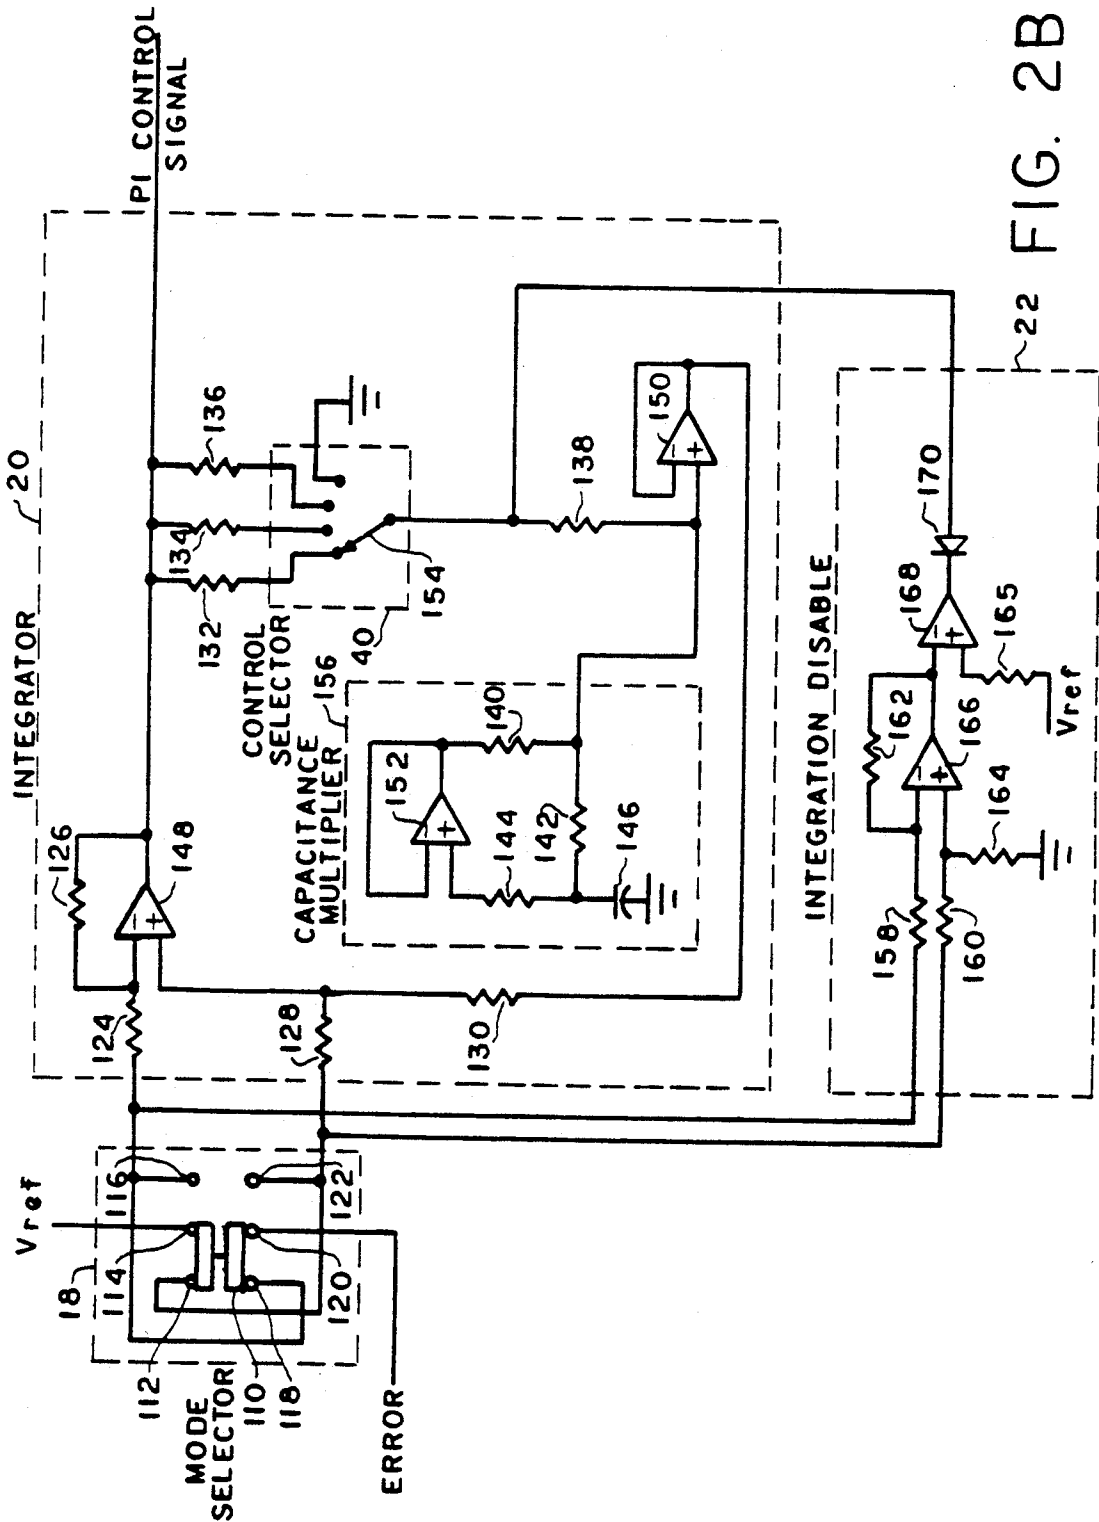 Vref
18
114
116
112
MODE
SELECTOR
110
118
120
122
ERROR
INTEGRATOR
20
PI CONTROL
SIGNAL
124
126
148
128
130
132
134
136
CONTROL
SELECTOR
40
154
CAPACITANCE
MULTIPLIER
156
152
140
144
142
146
138
150
INTEGRATION DISABLE
22
158
160
162
166
164
168
170
165
Vref
FIG. 2B